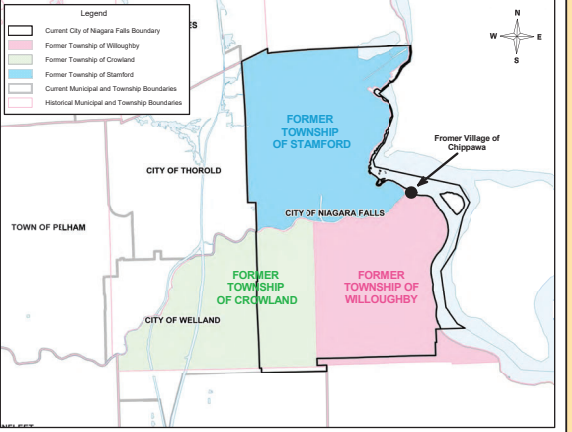 Legend
Current City of Niagara Falls Boundary
Former Township of Willoughby
Former Township of Crowland
Former Township of Stamford
Current Municipal and Township Boundaries
Historical Municipal and Township Boundaries
ES
N
W
E
S
FORMER
TOWNSHIP
OF STAMFORD
Fromer Village of
Chippawa
CITY OF THOROLD
CITY OF NIAGARA FALLS
TOWN OF PELHAM
FORMER
TOWNSHIP
OF CROWLAND
FORMER
TOWNSHIP OF
WILLOUGHBY
CITY OF WELLAND